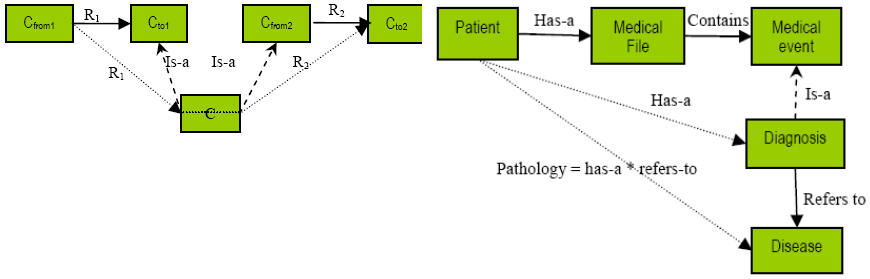 Cfrom1
R1
Cto1
Cfrom2
R2
Cto2
R1
Is-a
Is-a
R2
C
Patient
Has-a
Medical
File
Contains
Medical
event
Has-a
Is-a
Diagnosis
Pathology = has-a * refers-to
Refers to
Disease